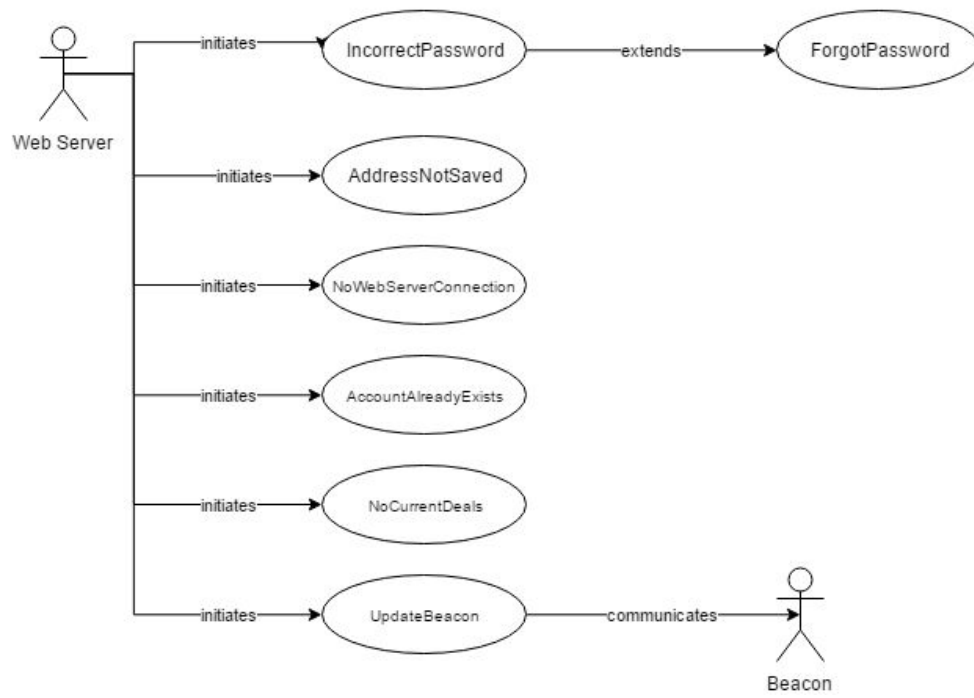 initiates
IncorrectPassword
extends
ForgotPassword
Web Server
initiates
AddressNotSaved
initiates
NoWebServerConnection
initiates
AccountAlreadyExists
initiates
NoCurrentDeals
initiates
UpdateBeacon
communicates
Beacon